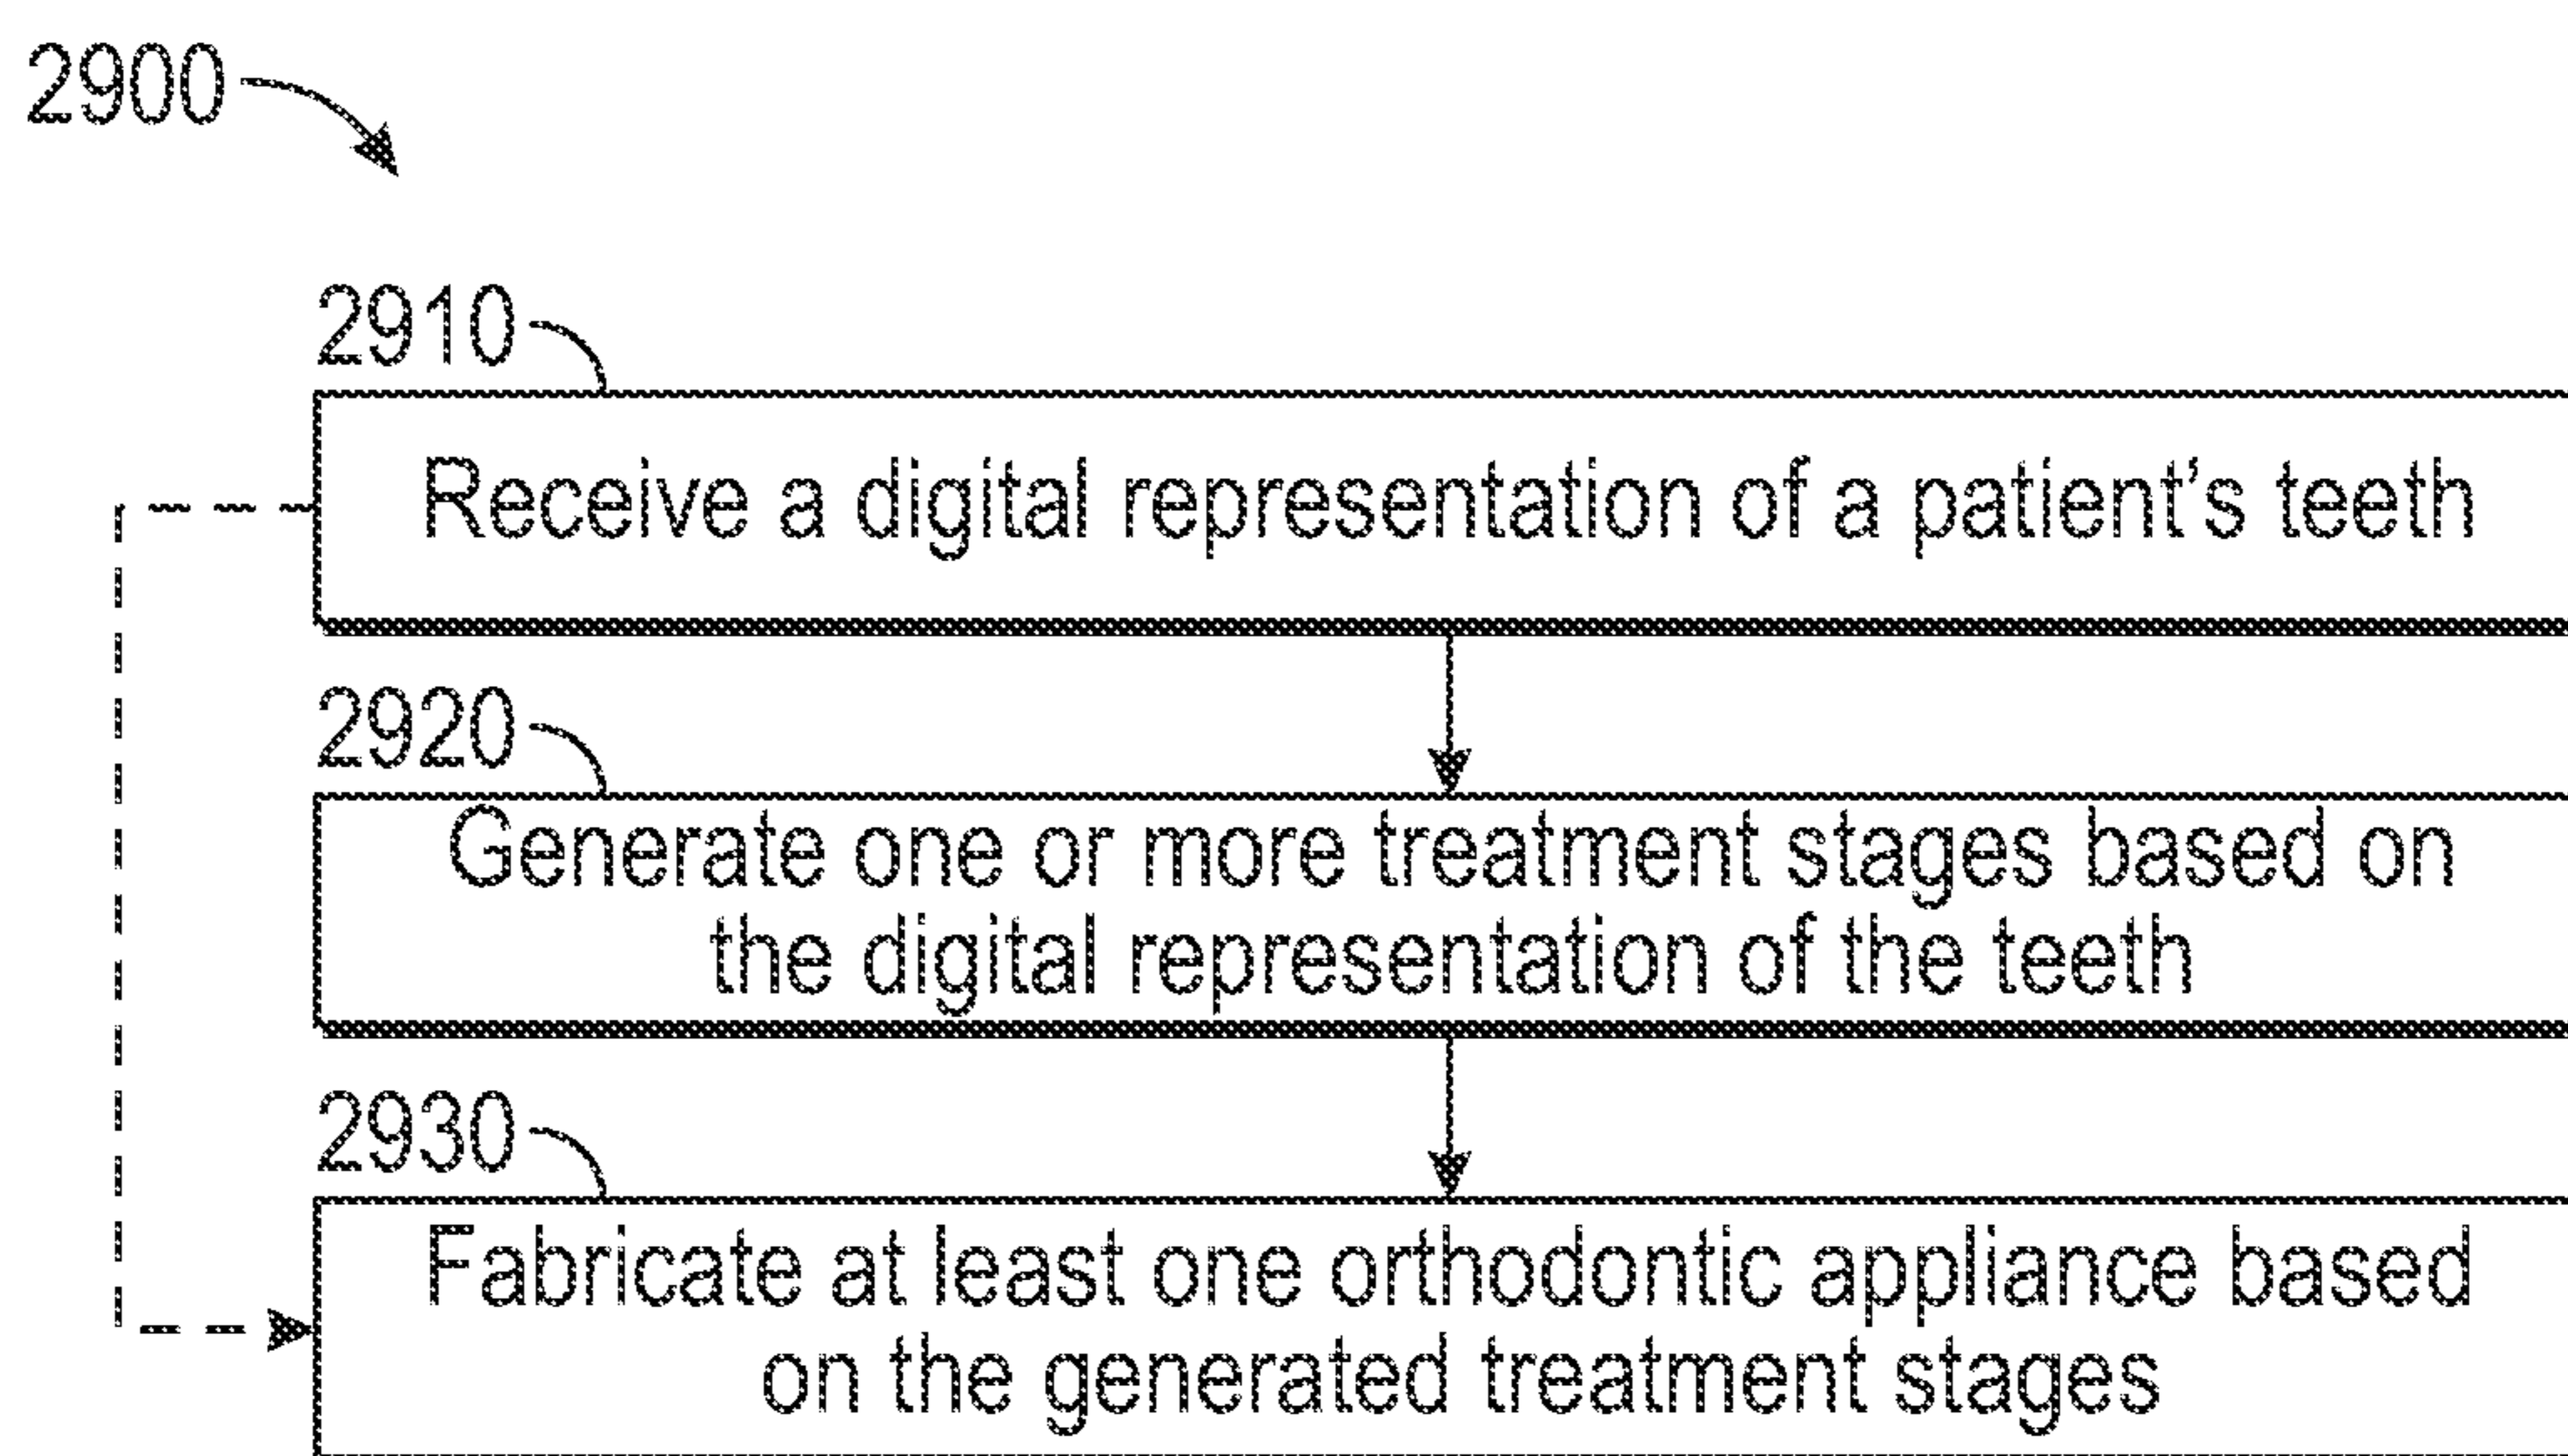 2900
2910
Receive a digital representation of a patient's teeth
2920
Generate one or more treatment stages based on
the digital representation of the teeth
2930
Fabricate at least one orthodontic appliance based
on the generated treatment stages